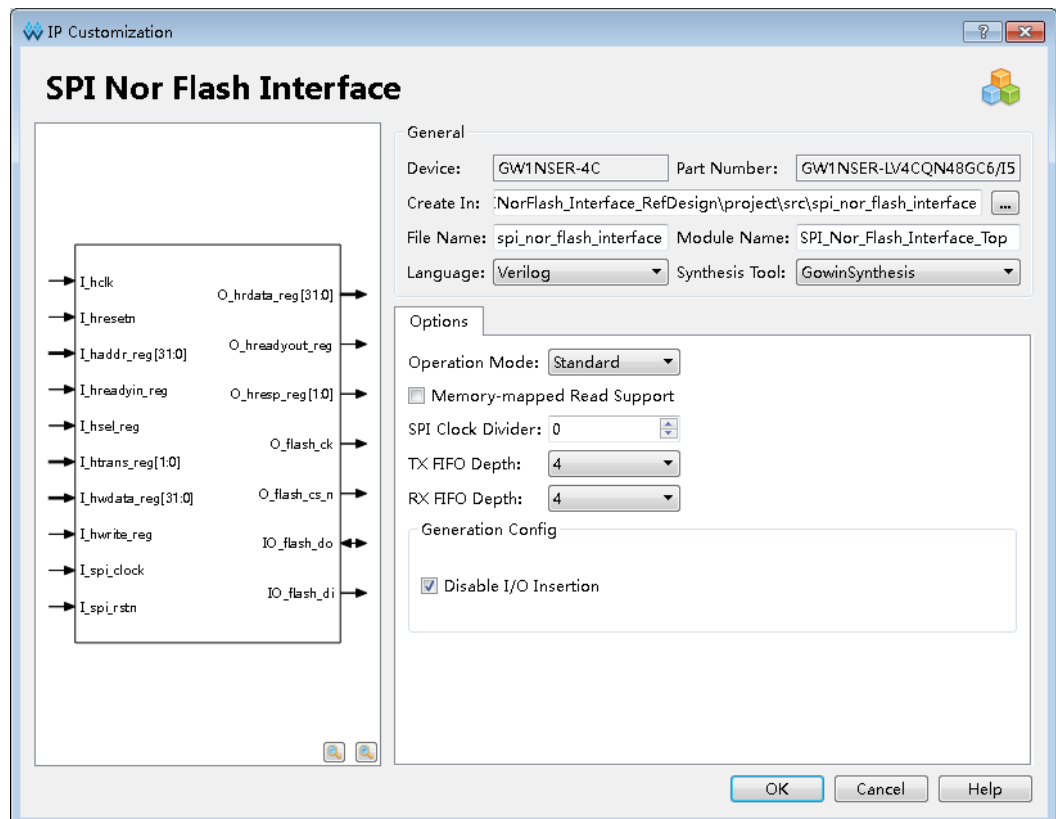 IP Customization
SPI Nor Flash Interface
I_hclk
I_hresetn
I_haddr_reg[31:0]
I_hreadyin_reg
I_hsel_reg
I_htrans_reg[1:0]
I_hwdata_reg[31:0]
I_hwrite_reg
I_spi_clock
I_spi_rstn
O_hrdata_reg[31:0]
O_hreadyout_reg
O_hresp_reg[1:0]
O_flash_ck
O_flash_cs_n
IO_flash_do
IO_flash_di
General
Device: GW1NSER-4C Part Number: GW1NSER-LV4CQN48GC6/I5
Create In: NorFlash_Interface_RefDesign\project\src\spi_nor_flash_interface ...
File Name: spi_nor_flash_interface Module Name: SPI_Nor_Flash_Interface_Top
Language: Verilog Synthesis Tool: GowinSynthesis
Options
Operation Mode: Standard
Memory-mapped Read Support
SPI Clock Divider: 0
TX FIFO Depth: 4
RX FIFO Depth: 4
Generation Config
Disable I/O Insertion
OK Cancel Help